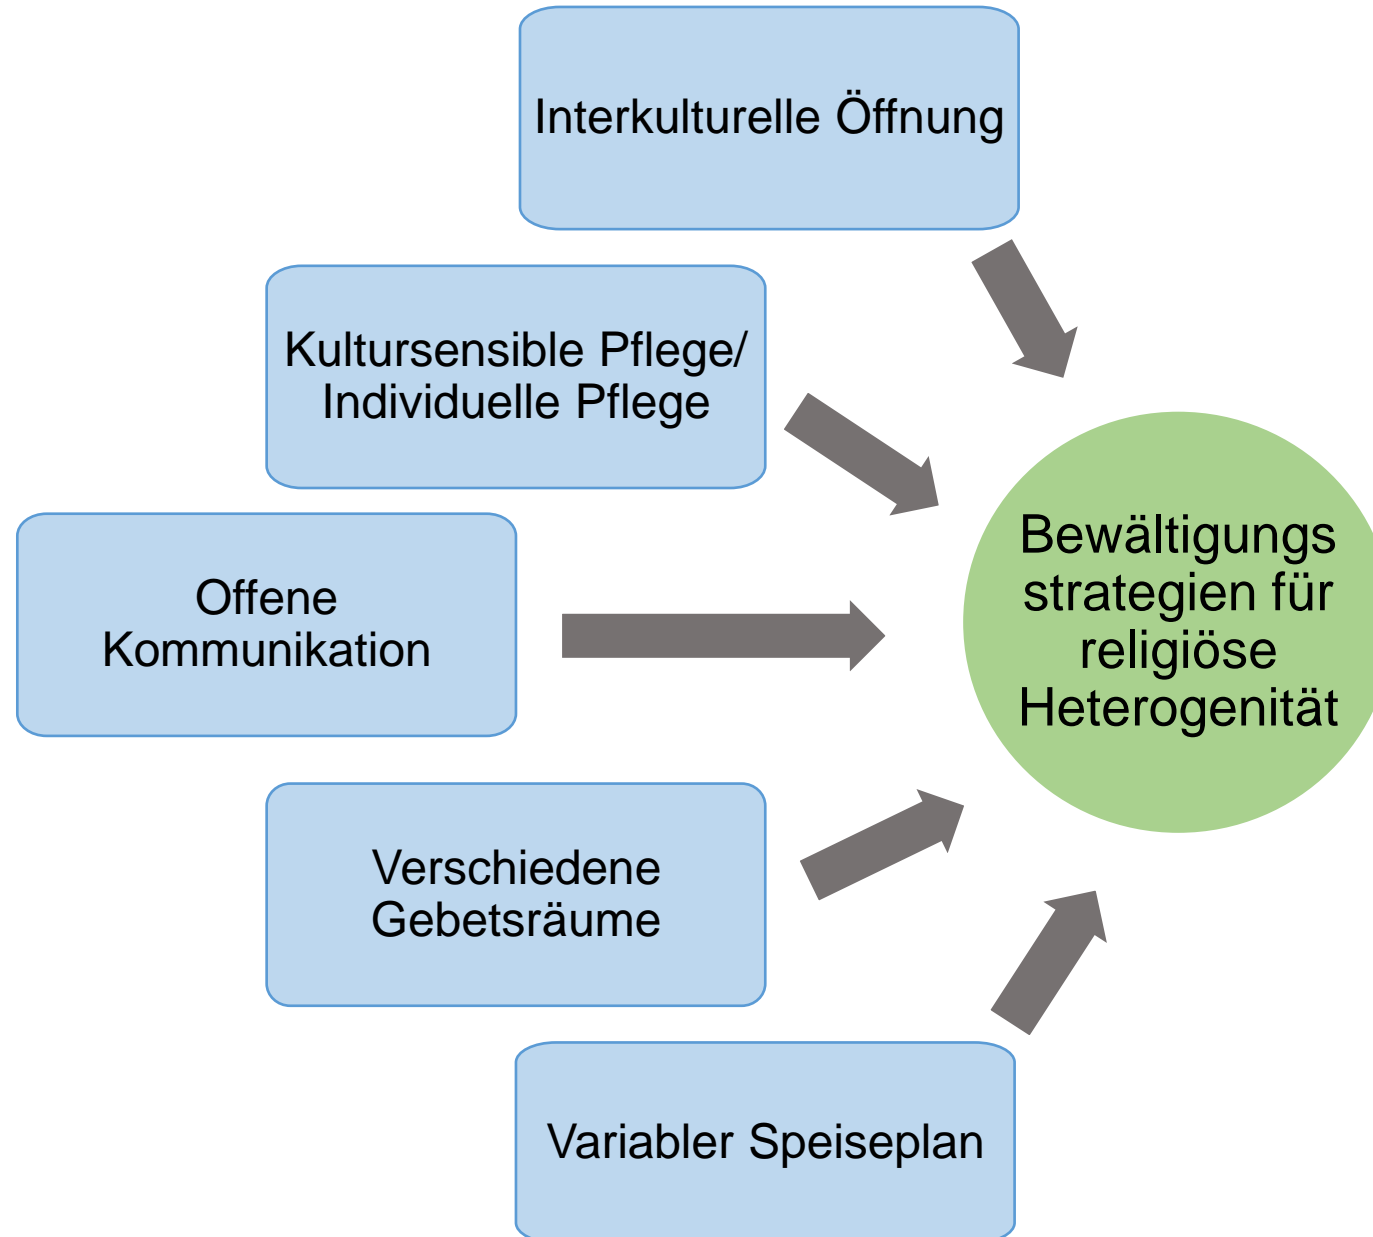 Interkulturelle Öffnung
Kultursensible Pflege/
Individuelle Pflege
Offene
Kommunikation
Bewältigungs
strategien für
religiöse
Heterogenität
Verschiedene
Gebetsräume
Variabler Speiseplan